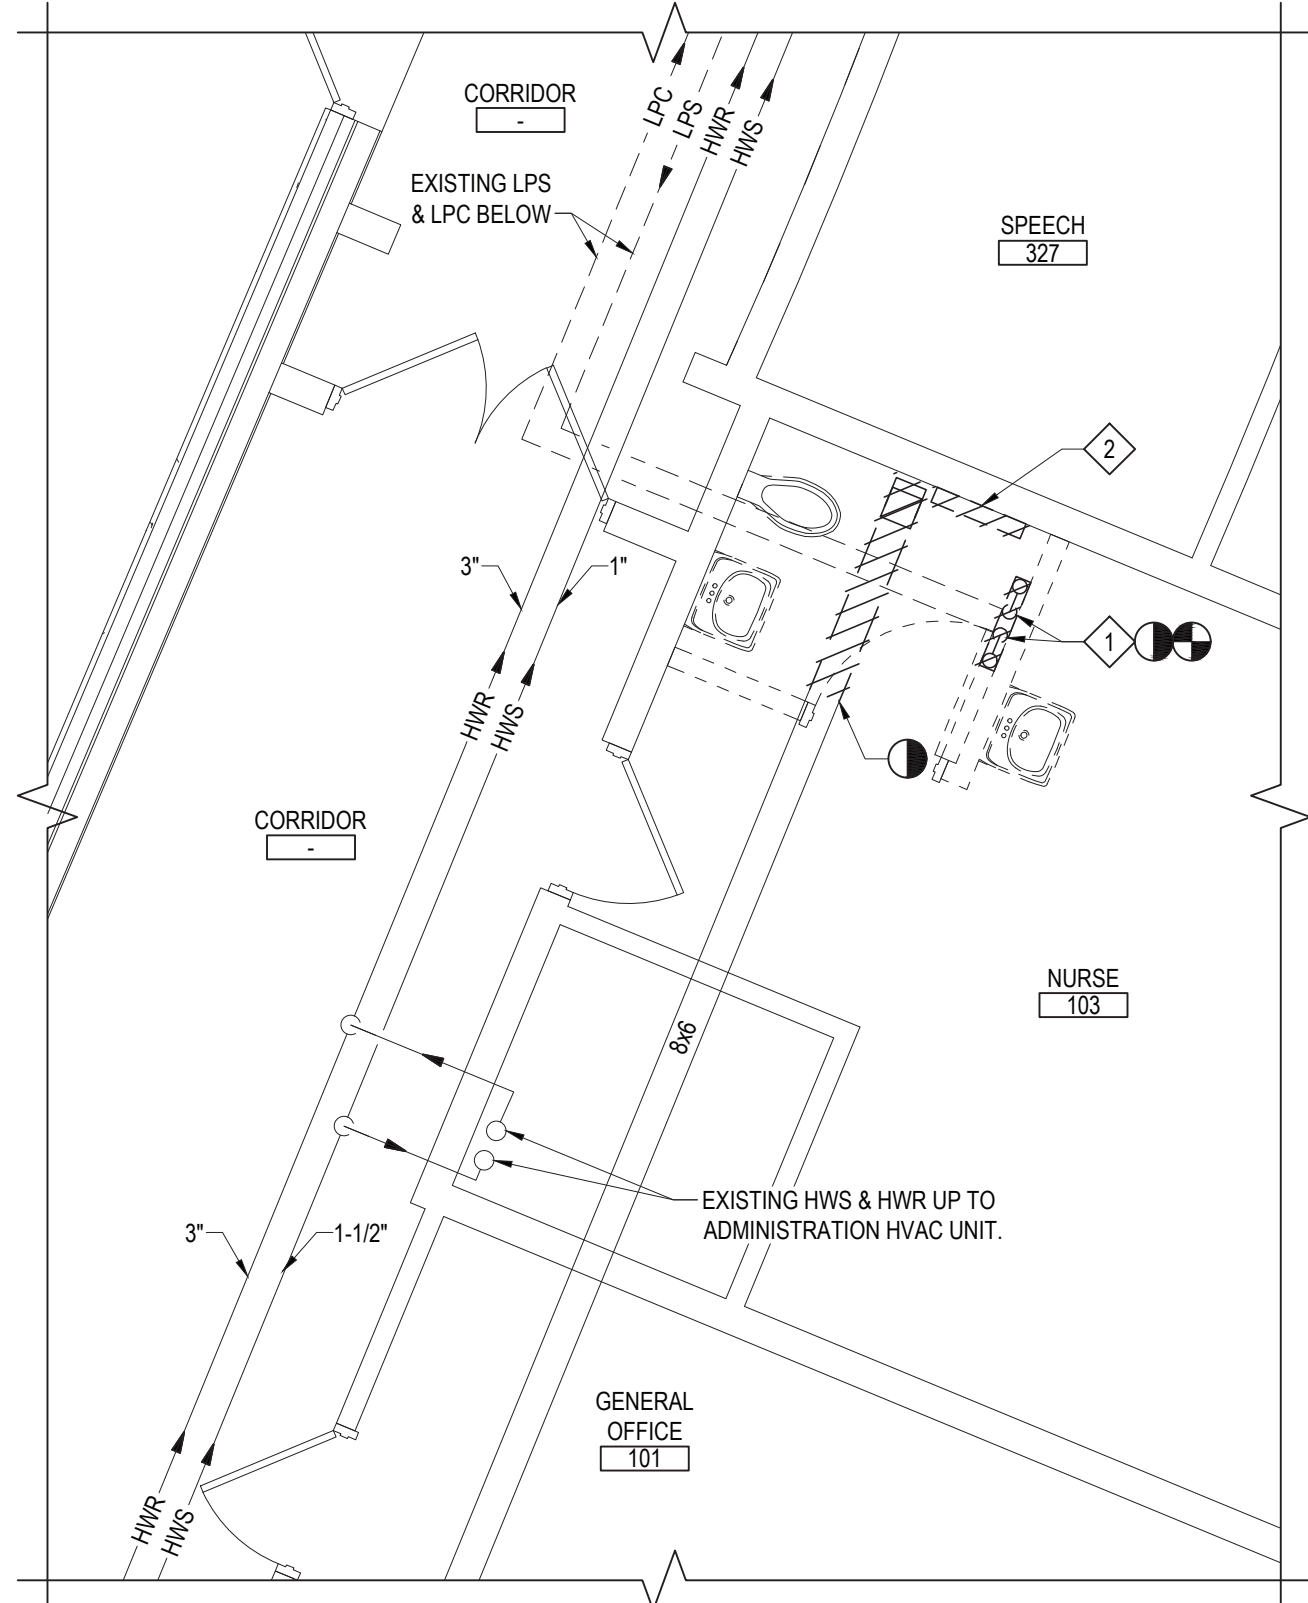 CORRIDOR
-
LPC
LPS
HWR
HWS
EXISTING LPS
& LPC BELOW
SPEECH
327
2
3"
1"
1
HWR
HWS
CORRIDOR
-
NURSE
103
8x6
EXISTING HWS & HWR UP TO
ADMINISTRATION HVAC UNIT.
3"
1-1/2"
GENERAL
OFFICE
101
HWR
HWS